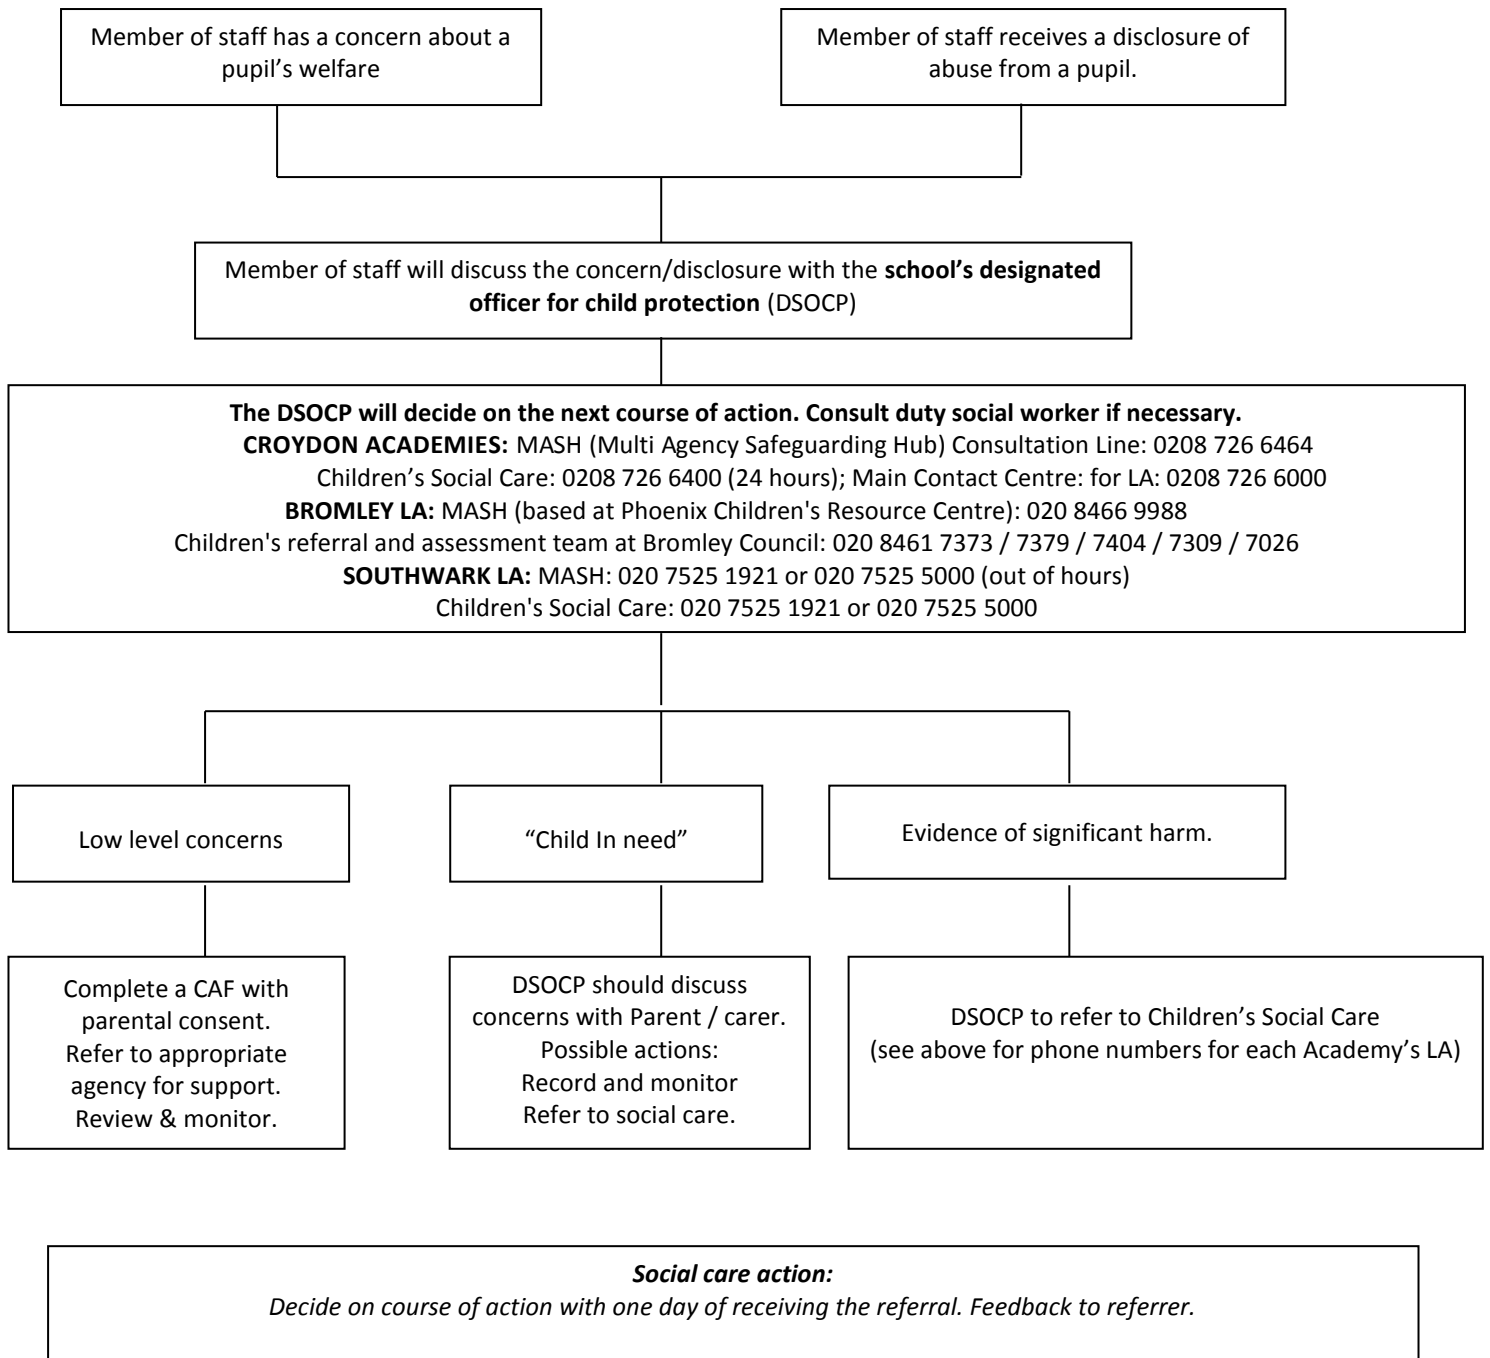 Member of staff has a concern about a
pupil’s welfare
Member of staff receives a disclosure of
abuse from a pupil.
Member of staff will discuss the concern/disclosure with the school’s designated
officer for child protection (DSOCP)
The DSOCP will decide on the next course of action. Consult duty social worker if necessary.
CROYDON ACADEMIES: MASH (Multi Agency Safeguarding Hub) Consultation Line: 0208 726 6464
Children’s Social Care: 0208 726 6400 (24 hours); Main Contact Centre: for LA: 0208 726 6000
BROMLEY LA: MASH (based at Phoenix Children's Resource Centre): 020 8466 9988
Children's referral and assessment team at Bromley Council: 020 8461 7373 / 7379 / 7404 / 7309 / 7026
SOUTHWARK LA: MASH: 020 7525 1921 or 020 7525 5000 (out of hours)
Children's Social Care: 020 7525 1921 or 020 7525 5000
Low level concerns
“Child In need”
Evidence of significant harm.
Complete a CAF with
parental consent.
Refer to appropriate
agency for support.
Review & monitor.
DSOCP should discuss
concerns with Parent / carer.
Possible actions:
Record and monitor
Refer to social care.
DSOCP to refer to Children’s Social Care
(see above for phone numbers for each Academy’s LA)
Social care action:
Decide on course of action with one day of receiving the referral. Feedback to referrer.